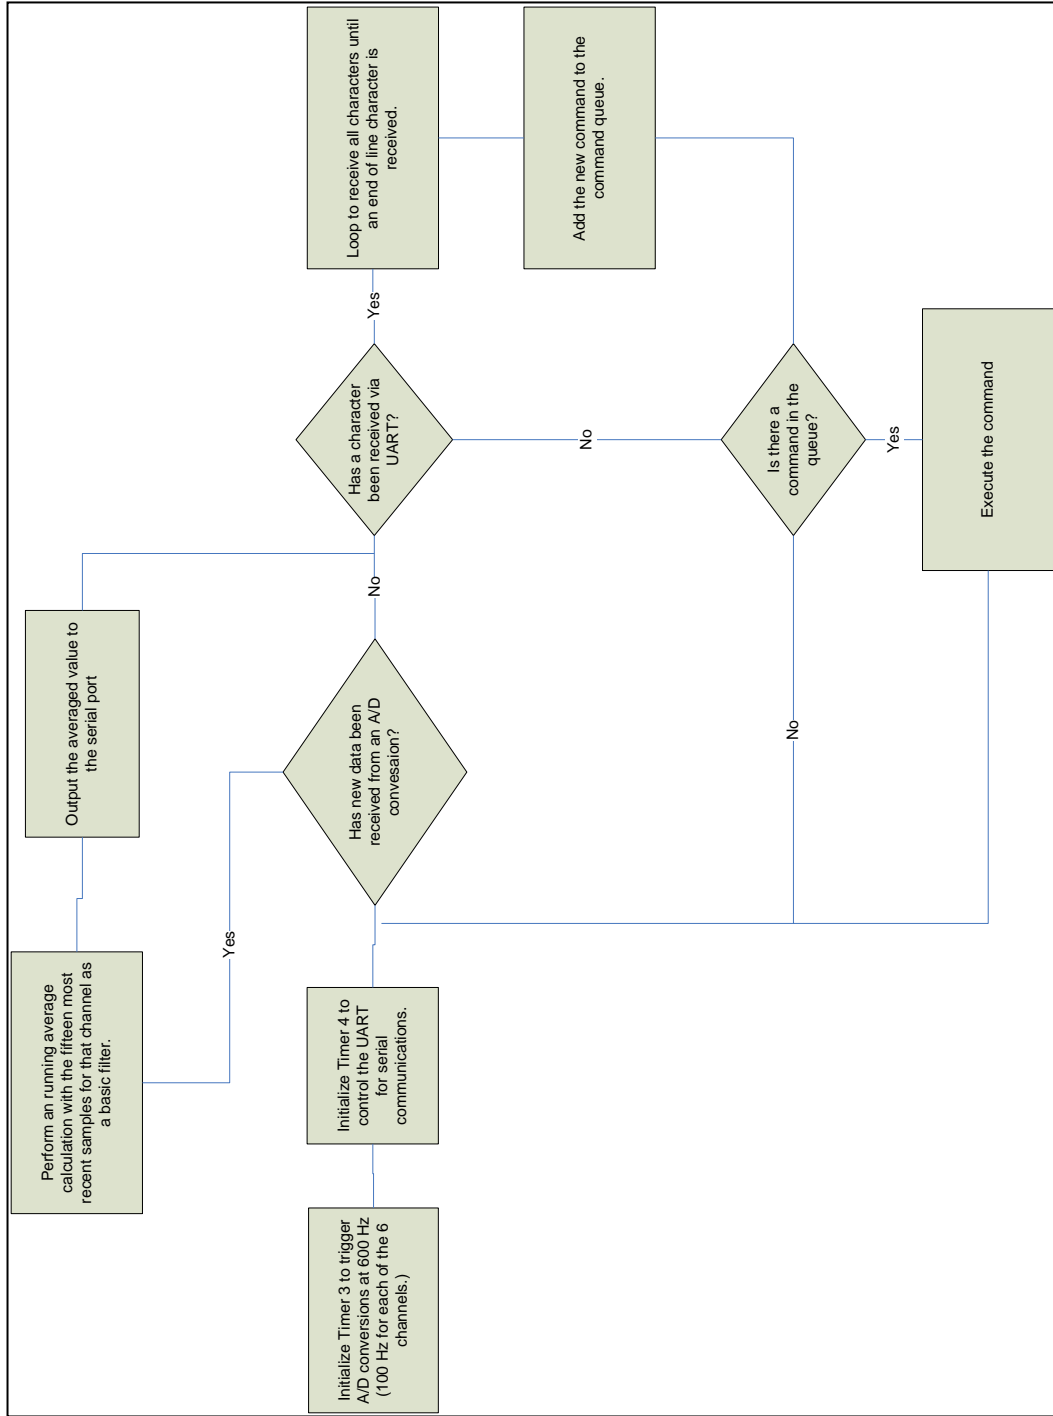 Initialize Timer 3 to trigger
A/D conversions at 600 Hz
(100 Hz for each of the 6
channels.)
Initialize Timer 4 to
control the UART
for serial
communications.
Has new data been
received from an A/D
convesaion?
Yes
Perform an running average
calculation with the fifteen most
recent samples for that channel as
a basic filter.
Output the averaged value to
the serial port
No
Has a character
been received via
UART?
Yes
Loop to receive all characters until
an end of line character is
received.
Add the new command to the
command queue.
No
Is there a
command in the
queue?
Yes
Execute the command
No